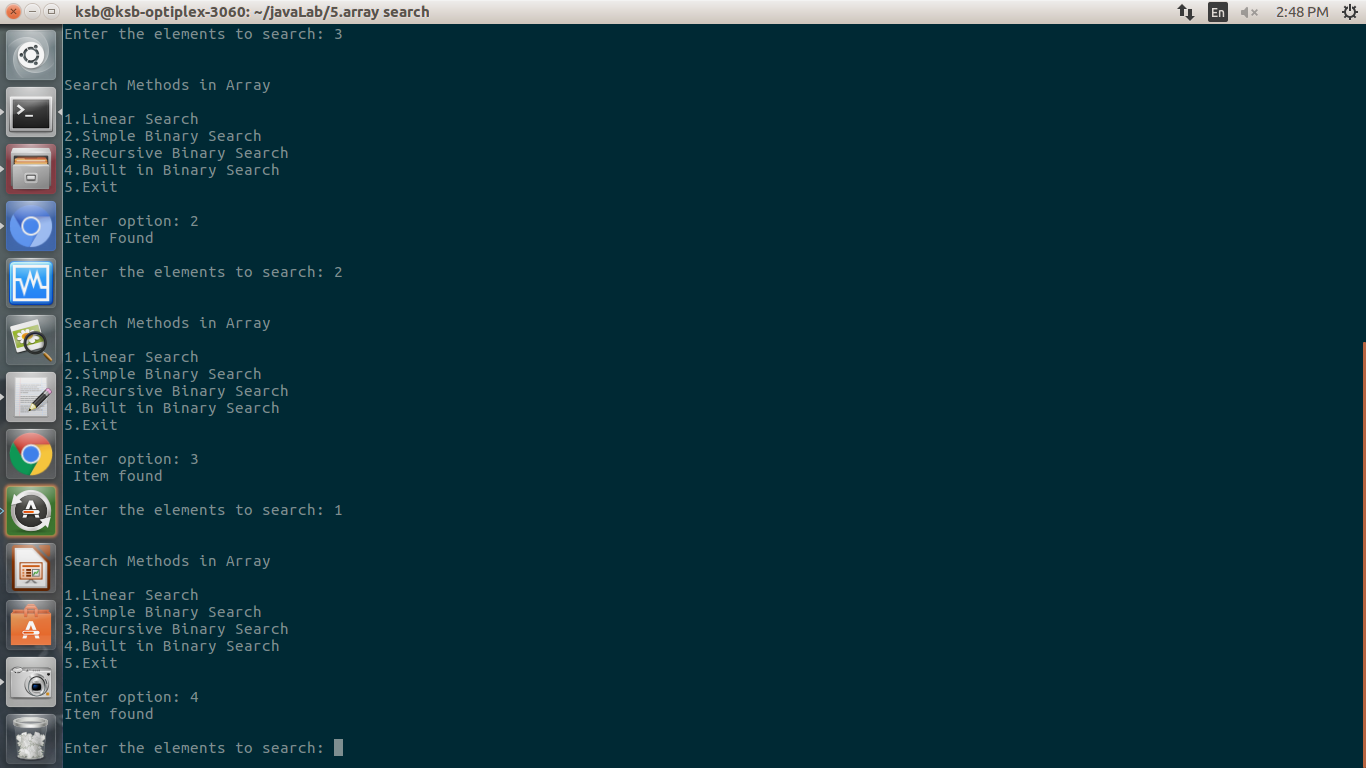 ksb@ksb-optiplex-3060: ~/javaLab/5.array search
En
2:48 PM
Enter the elements to search: 3
Search Methods in Array
1.Linear Search
2.Simple Binary Search
3.Recursive Binary Search
4.Built in Binary Search
5.Exit
Enter option: 2
Item Found
Enter the elements to search: 2
Search Methods in Array
1.Linear Search
2.Simple Binary Search
3.Recursive Binary Search
4.Built in Binary Search
5.Exit
Enter option: 3
Item found
Enter the elements to search: 1
Search Methods in Array
1.Linear Search
2.Simple Binary Search
3.Recursive Binary Search
4.Built in Binary Search
5.Exit
Enter option: 4
Item found
Enter the elements to search: